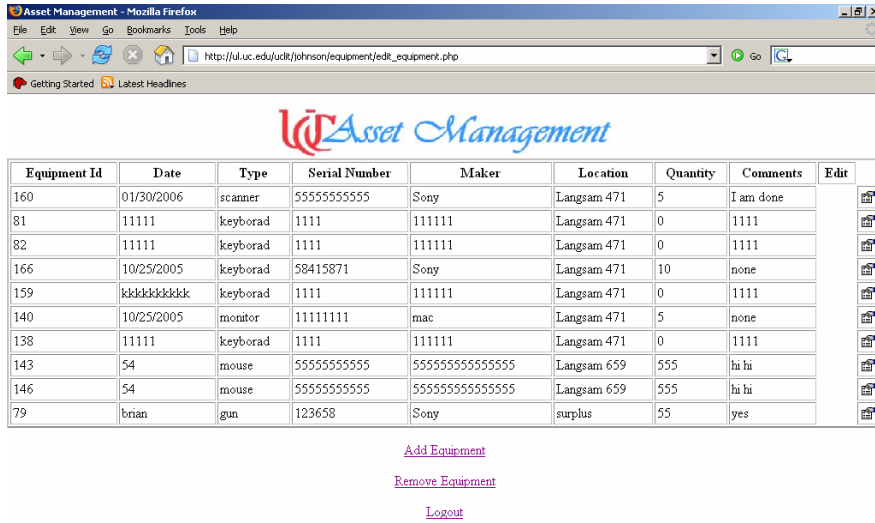 Asset Management - Mozilla Firefox
File Edit View Go Bookmarks Tools Help
http://ul.uc.edu/uclit/johnson/equipment/edit_equipment.php Go G
Getting Started Latest Headlines
UCit Asset Management
Equipment Id Date Type Serial Number Maker Location Quantity Comments Edit
160 01/30/2006 scanner 55555555555 Sony Langsam 471 5 I am done
81 11111 keyborad 1111 111111 Langsam 471 0 1111
82 11111 keyborad 1111 111111 Langsam 471 0 1111
166 10/25/2005 keyborad 58415871 Sony Langsam 471 10 none
159 kkkkkkkkkk keyborad 1111 111111 Langsam 471 0 1111
140 10/25/2005 monitor 11111111 mac Langsam 471 5 none
138 11111 keyborad 1111 111111 Langsam 471 0 1111
143 54 mouse 55555555555 555555555555555 Langsam 659 555 hi hi
146 54 mouse 55555555555 555555555555555 Langsam 659 555 hi hi
79 brian gun 123658 Sony surplus 55 yes
Add Equipment
Remove Equipment
Logout